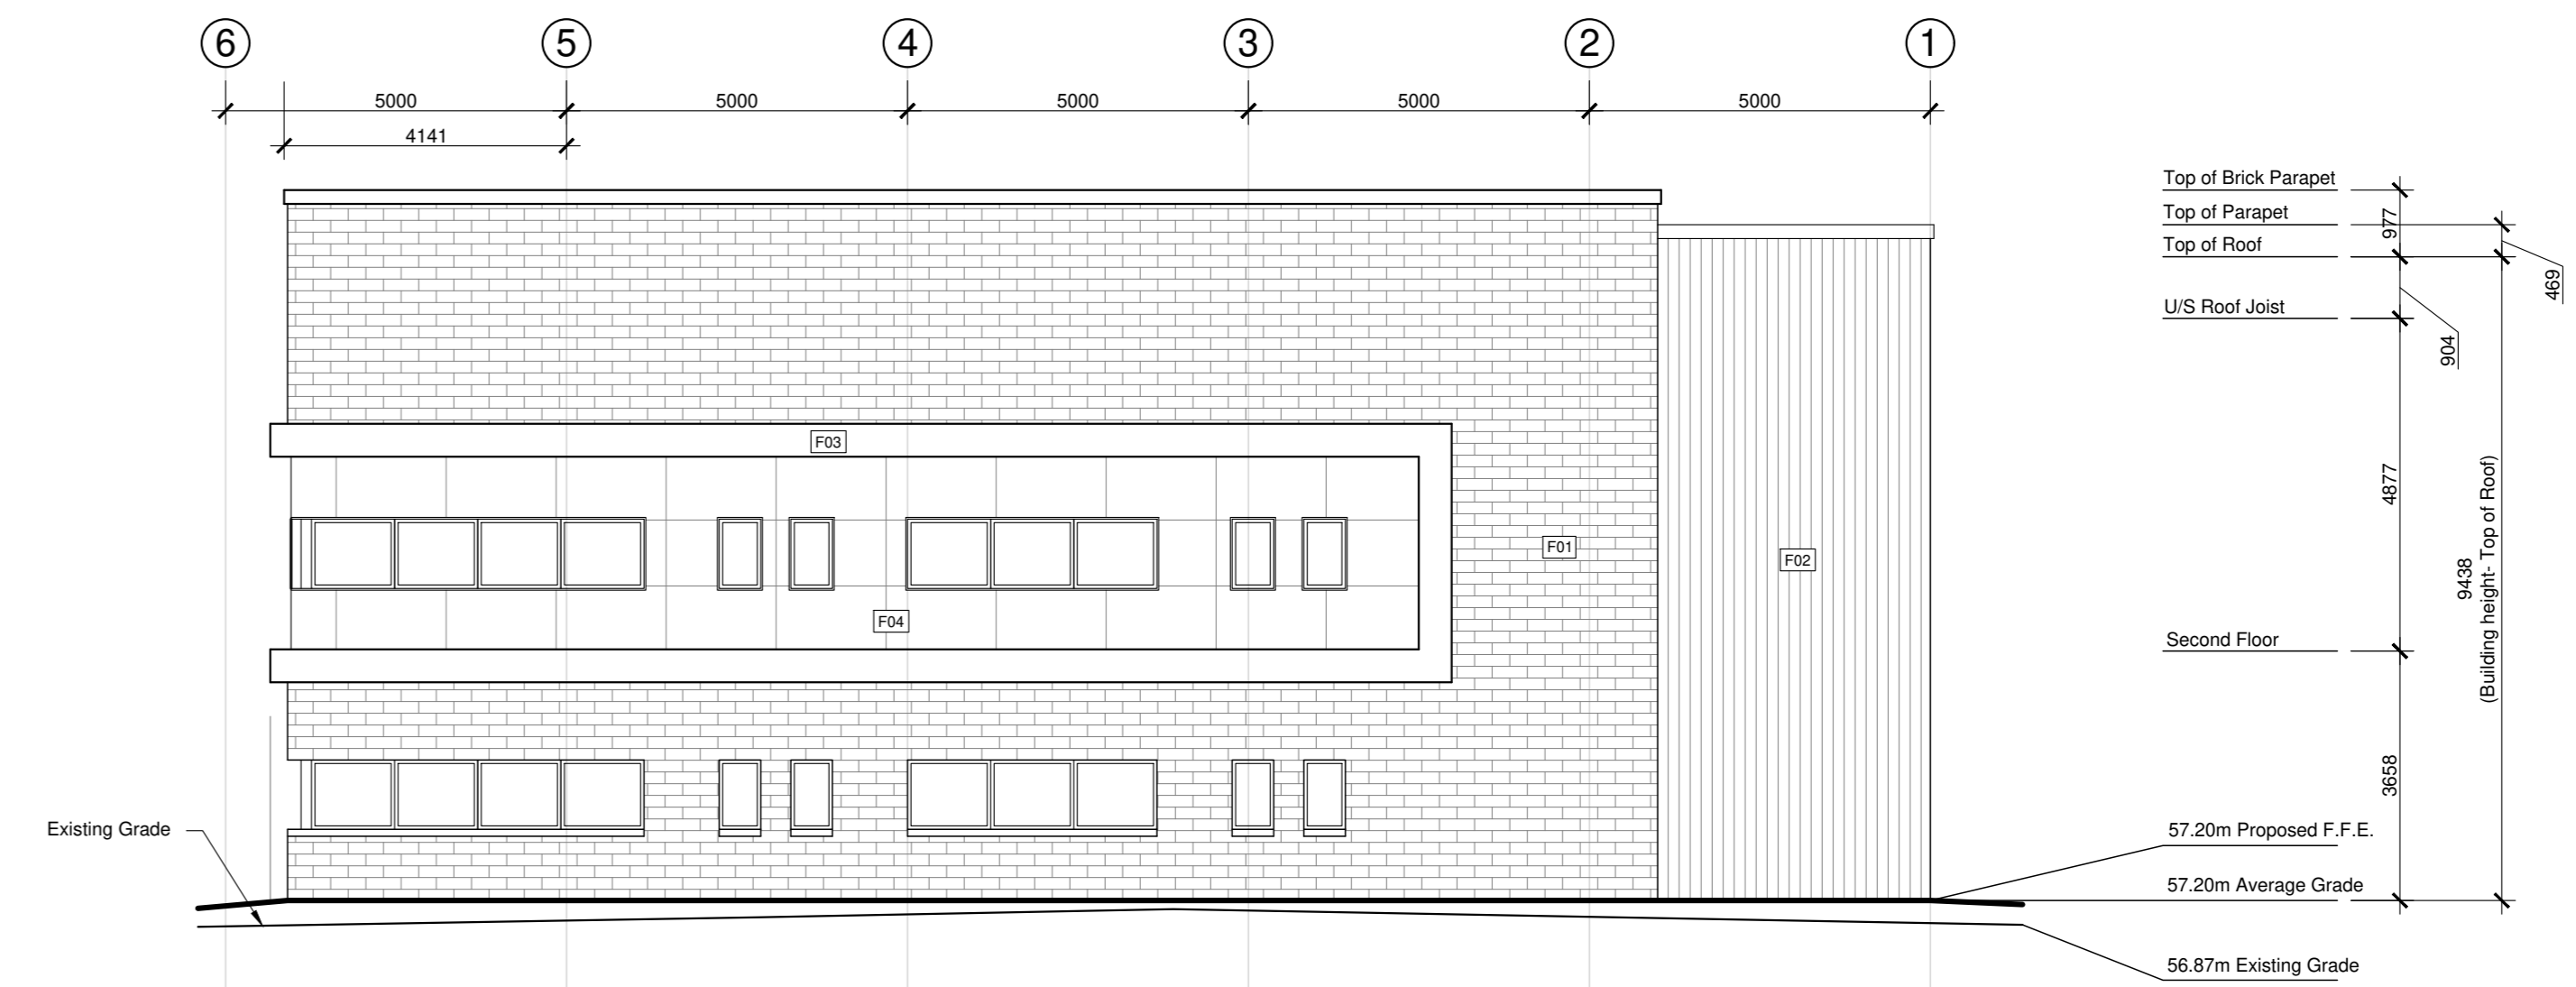 6 5 4 3 2 1
5000 5000 5000 5000 5000
4141
Top of Brick Parapet
Top of Parapet
Top of Roof
U/S Roof Joist
Second Floor
977
469
904
4877
9438
(Building height- Top of Roof)
3658
F03
F01
F02
F04
Existing Grade
57.20m Proposed F.F.E.
57.20m Average Grade
56.87m Existing Grade